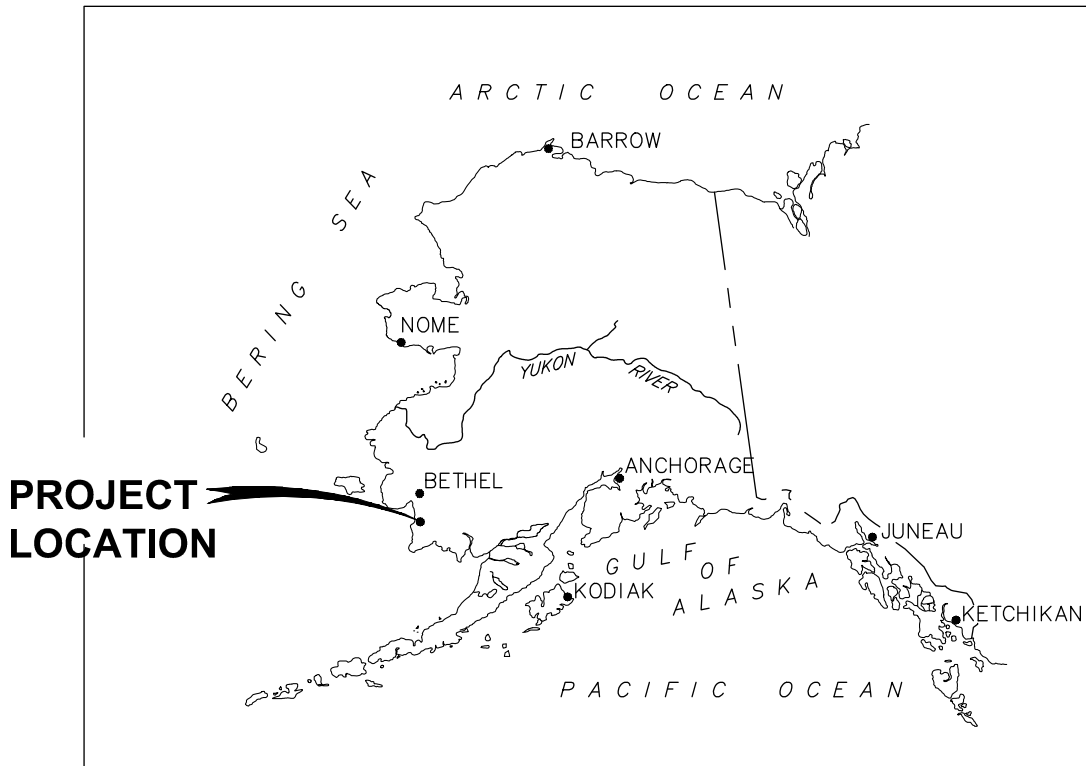 ARCTIC OCEAN
BARROW
BERING SEA
NOME
YUKON RIVER
BETHEL
ANCHORAGE
PROJECT
LOCATION
JUNEAU
GULF
OF
ALASKA
KODIAK
KETCHIKAN
PACIFIC OCEAN